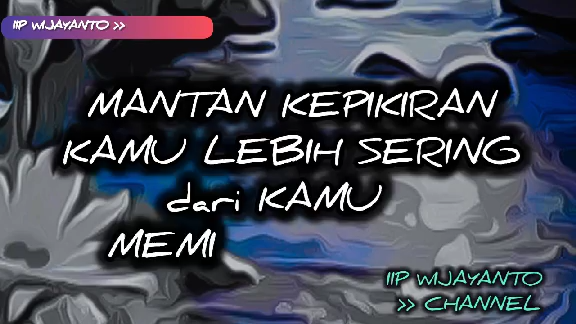 IIP WIJAYANTO >>
MANTAN KEPIKIRAN
KAMU LEBIH SERING
dari KAMU
MEMI
IIP WIJAYANTO
>> CHANNEL